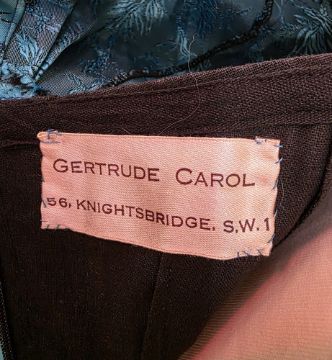 GERTRUDE CAROL
56, KNIGHTSBRIDGE, S.W.1